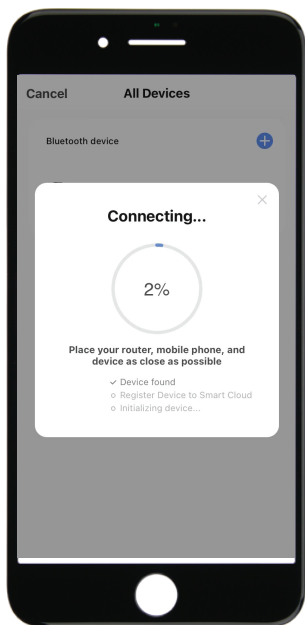 Cancel All Devices
Bluetooth device
Connecting...
2%
Place your router, mobile phone, and
device as close as possible
Device found
Register Device to Smart Cloud
Initializing device...